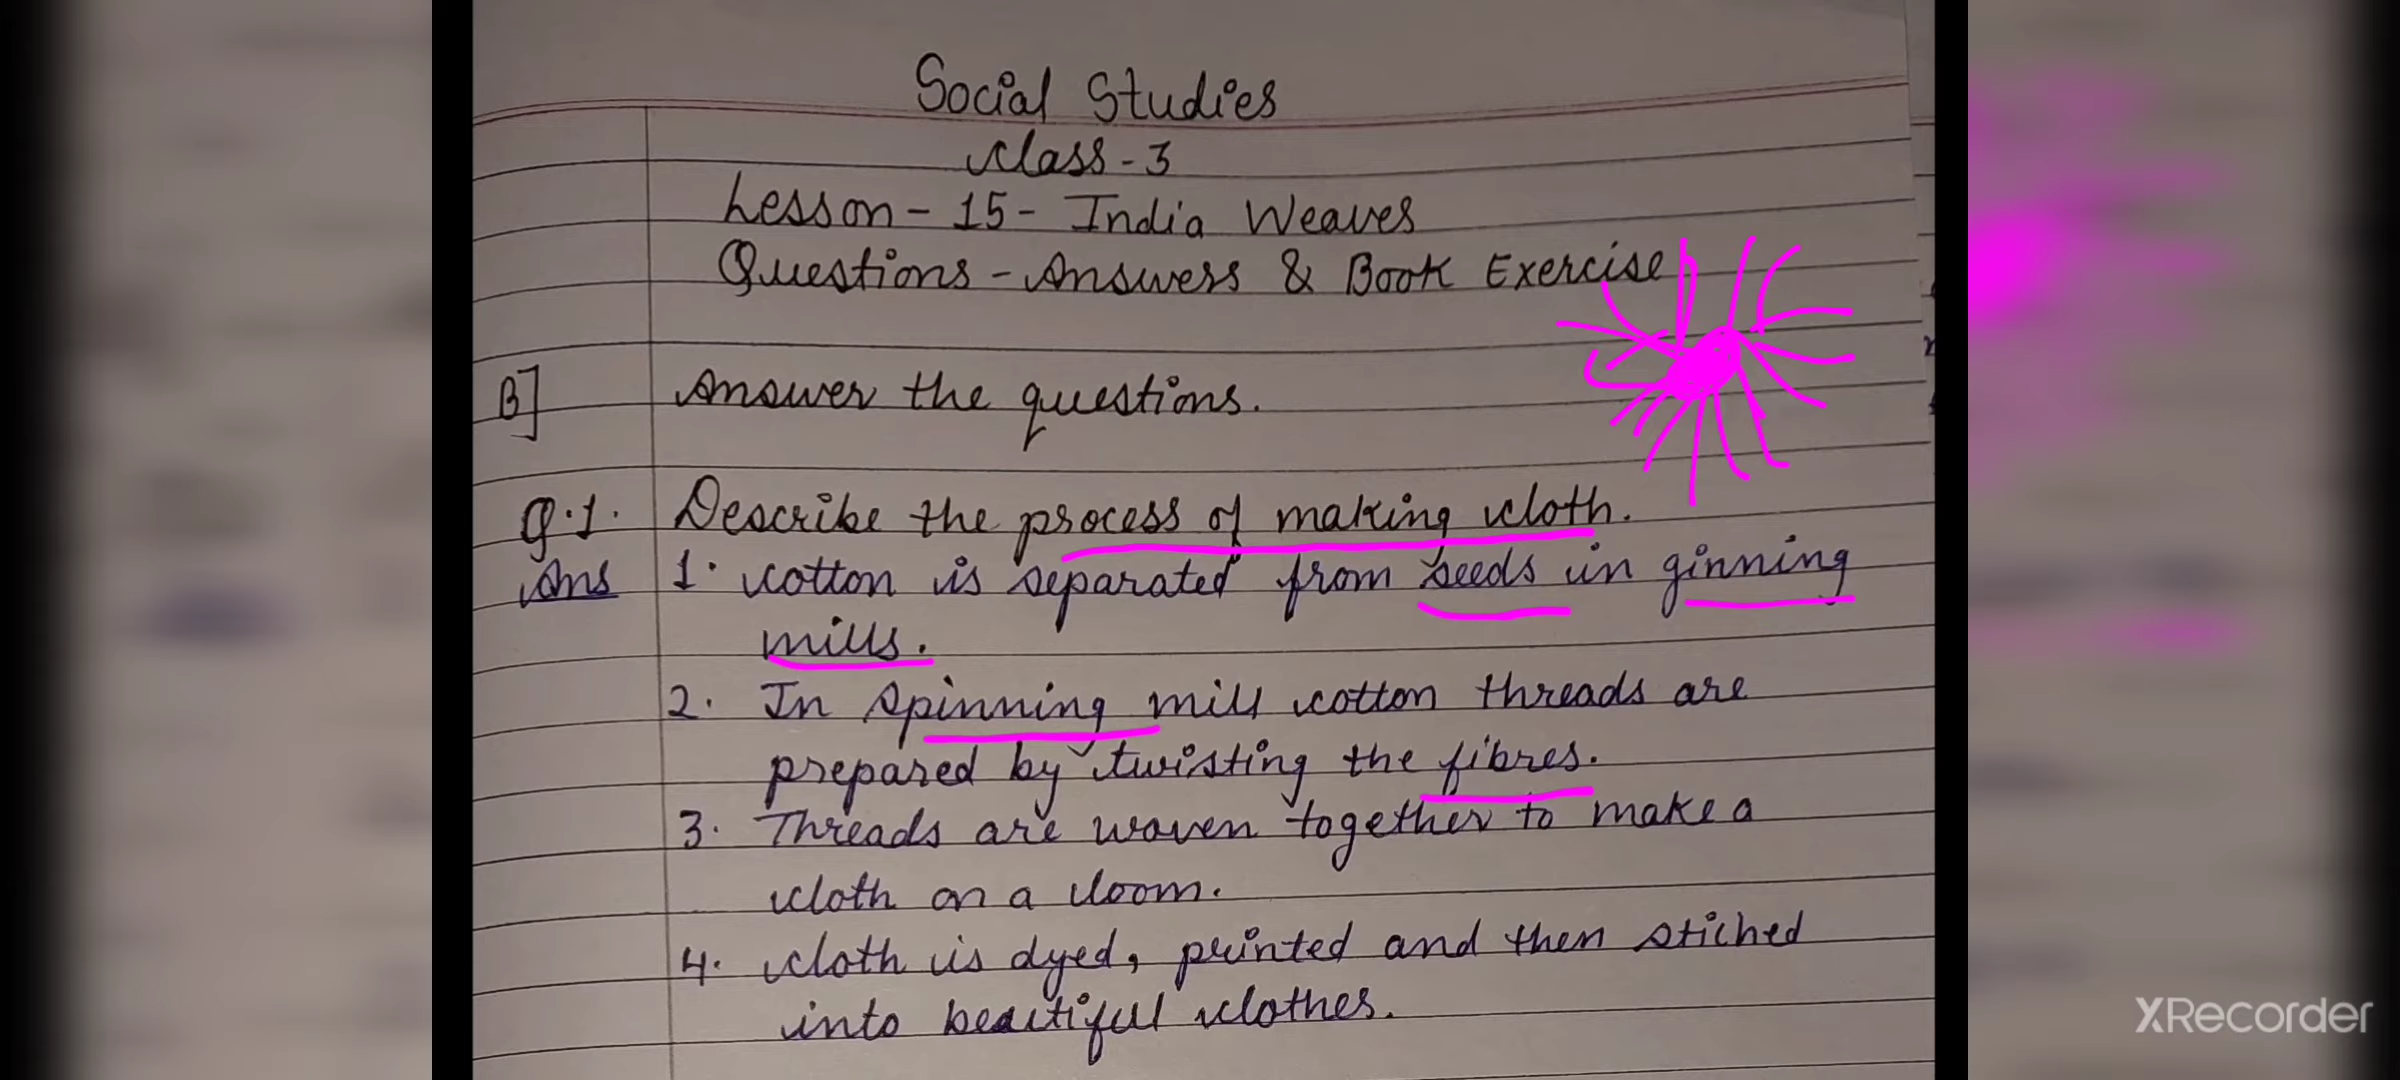 Social Studies
Class - 3
Lesson - 15 - India Weaves
Questions - Answers & Book Exercise
B] Answer the questions.
Q.1. Describe the process of making cloth.
Ans 1. Cotton is separated from seeds in ginning
mills.
2. In spinning mill cotton threads are
prepared by twisting the fibres.
3. Threads are woven together to make a
cloth on a loom.
4. Cloth is dyed, printed and then stiched
into beautiful clothes.
XRecorder